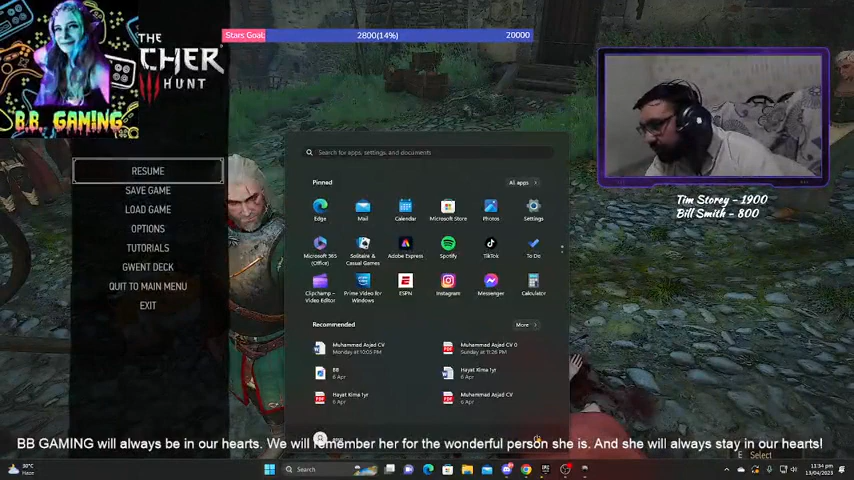 THE
TCHER
HUNT
B.B. GAMING
Stars Goal: 2800(14%) 20000
Tim Storey - 1900
Bill Smith - 800
RESUME
SAVE GAME
LOAD GAME
OPTIONS
TUTORIALS
GWENT DECK
QUIT TO MAIN MENU
EXIT
Search for apps, settings, and documents
Pinned All apps
Edge Mail Calendar Microsoft Store Photos Settings
Microsoft 365 (Office) Solitaire & Casual Games Adobe Express Spotify TikTok To Do
Clipchamp – Video Editor Prime Video for Windows ESPN Instagram Messenger Calculator
Recommended More
Muhammad Asjad CV
Monday at 10:05 PM
Muhammad Asjad CV 0
Sunday at 11:26 PM
BB
6 Apr
Hayat Kima 1yr
6 Apr
Hayat Kima 1yr
6 Apr
Muhammad Asjad CV
6 Apr
BB GAMING will always be in our hearts. We will remember her for the wonderful person she is. And she will always stay in our hearts!
E Select
30°C
Haze
Search
11:34 PM
13/04/2023